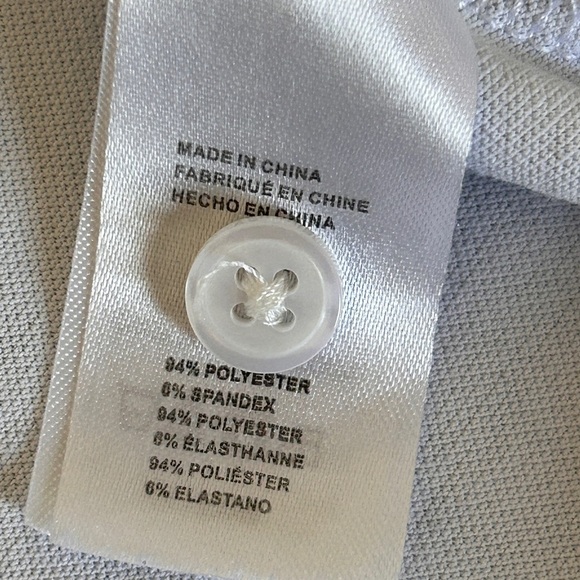 MADE IN CHINA
FABRIQUÉ EN CHINE
HECHO EN CHINA
94% POLYESTER
6% SPANDEX
94% POLYESTER
6% ÉLASTHANNE
94% POLIÉSTER
6% ELASTANO